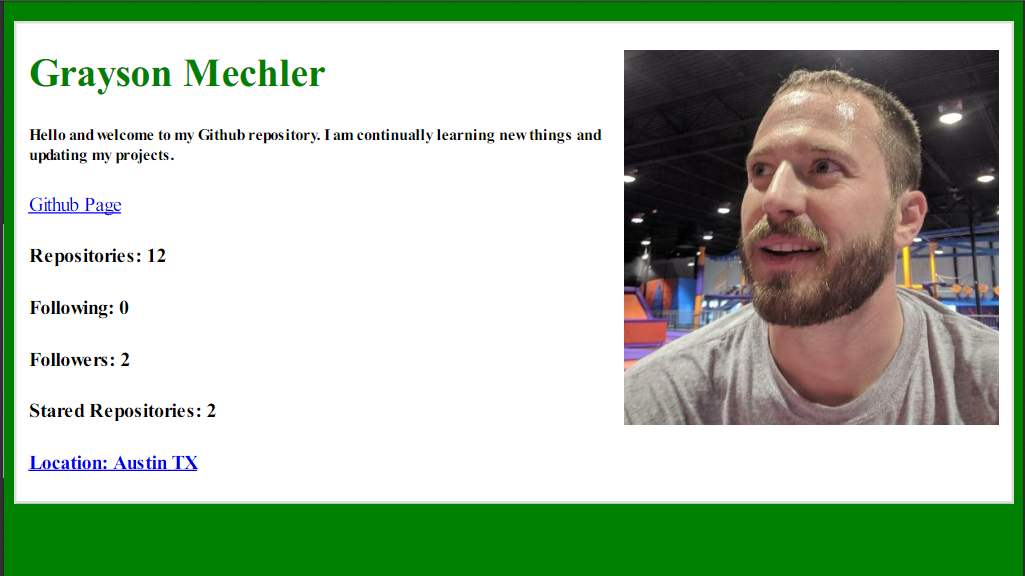 Grayson Mechler
Hello and welcome to my Github repository. I am continually learning new things and
updating my projects.
Github Page
Repositories: 12
Following: 0
Followers: 2
Stared Repositories: 2
Location: Austin TX